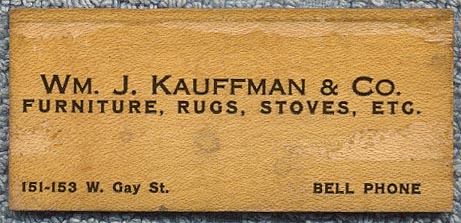 WM. J. KAUFFMAN & CO.
FURNITURE, RUGS, STOVES, ETC.
151-153 W. Gay St. BELL PHONE